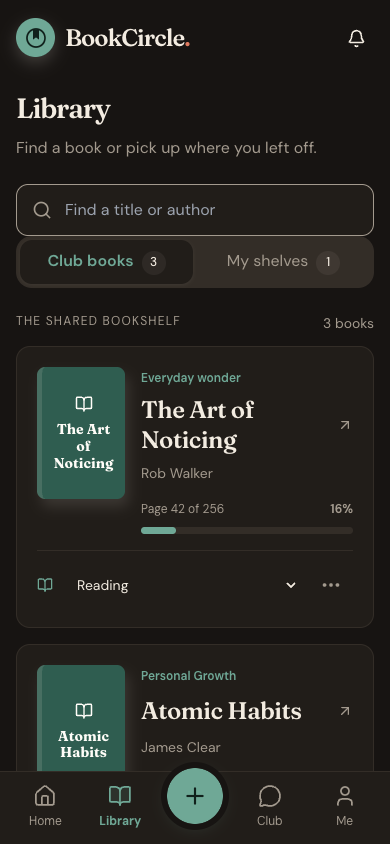 BookCircle.
Library
Find a book or pick up where you left off.
Find a title or author
Club books 3
My shelves 1
THE SHARED BOOKSHELF
3 books
The Art
of
Noticing
Everyday wonder
The Art of
Noticing
Rob Walker
Page 42 of 256
16%
Reading
Atomic
Habits
Personal Growth
Atomic Habits
James Clear
Home
Library
Club
Me